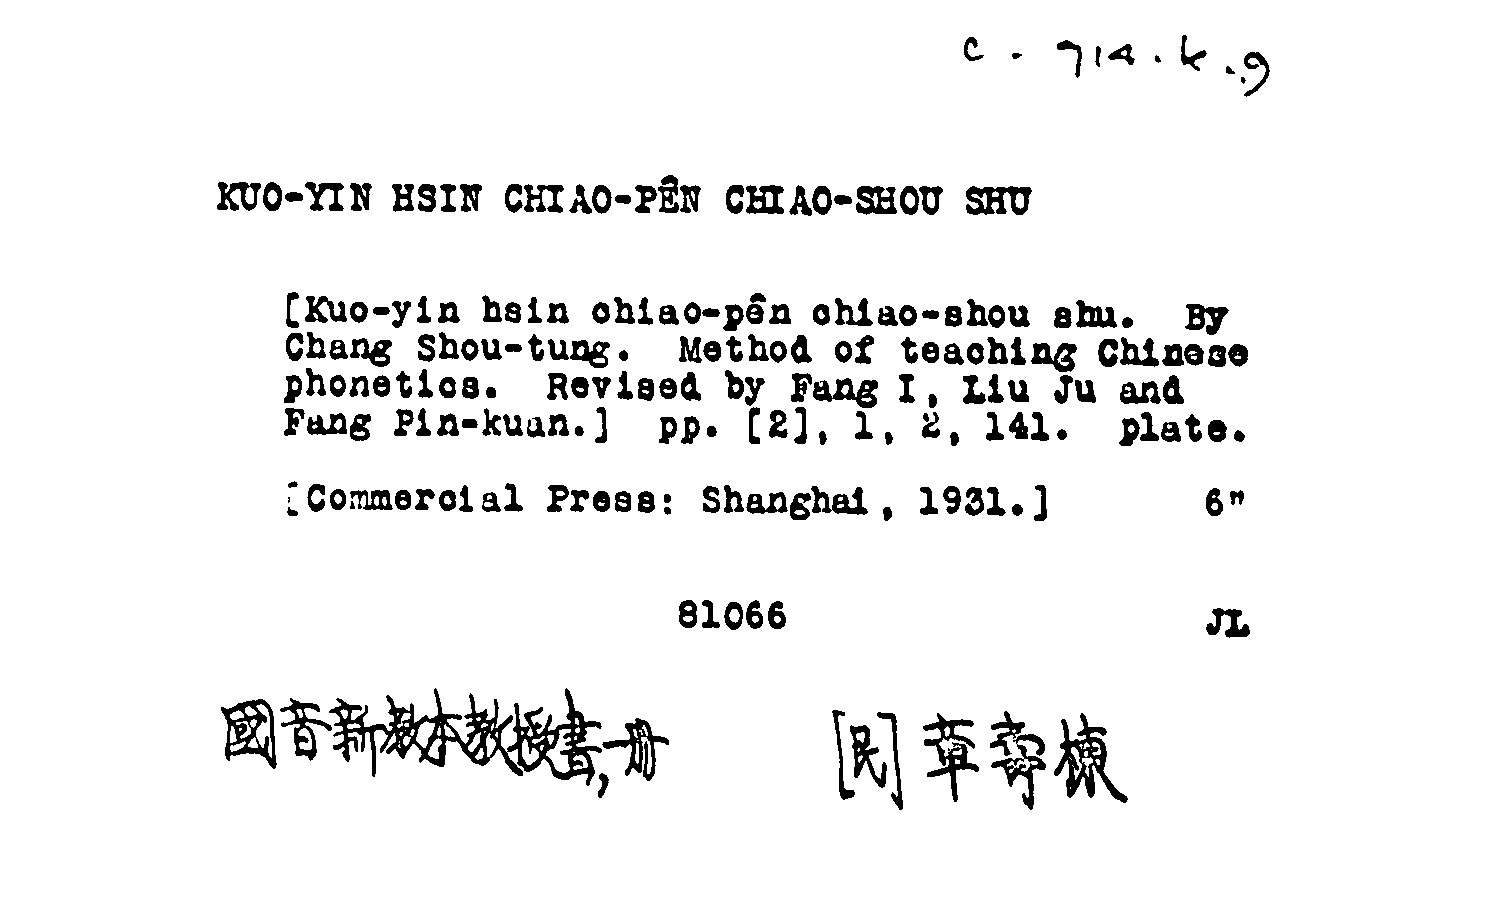 c. 714.k.9
KUO-YIN HSIN CHIAO-PÊN CHIAO-SHOU SHU
[Kuo-yin hsin chiao-pên chiao-shou shu. By
Chang Shou-tung. Method of teaching Chinese
phonetics. Revised by Fang I, Liu Ju and
Fang Pin-kuan.] pp. [2], 1, 2, 141. plate.
[Commercial Press: Shanghai, 1931.] 6"
81066 JL
國音新教本教授書,一册 [民] 章壽棟